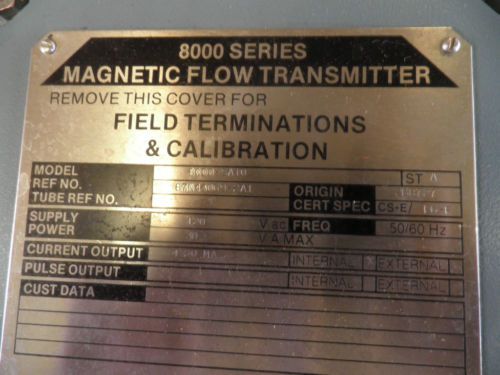 8000 SERIES
MAGNETIC FLOW TRANSMITTER
REMOVE THIS COVER FOR
FIELD TERMINATIONS
& CALIBRATION
MODEL ST A
REF NO. ORIGIN
TUBE REF NO. CERT SPEC CS-E/
SUPPLY 120 V ac FREQ 50/60 Hz
POWER V A MAX
CURRENT OUTPUT INTERNAL X EXTERNAL
PULSE OUTPUT INTERNAL EXTERNAL
CUST DATA